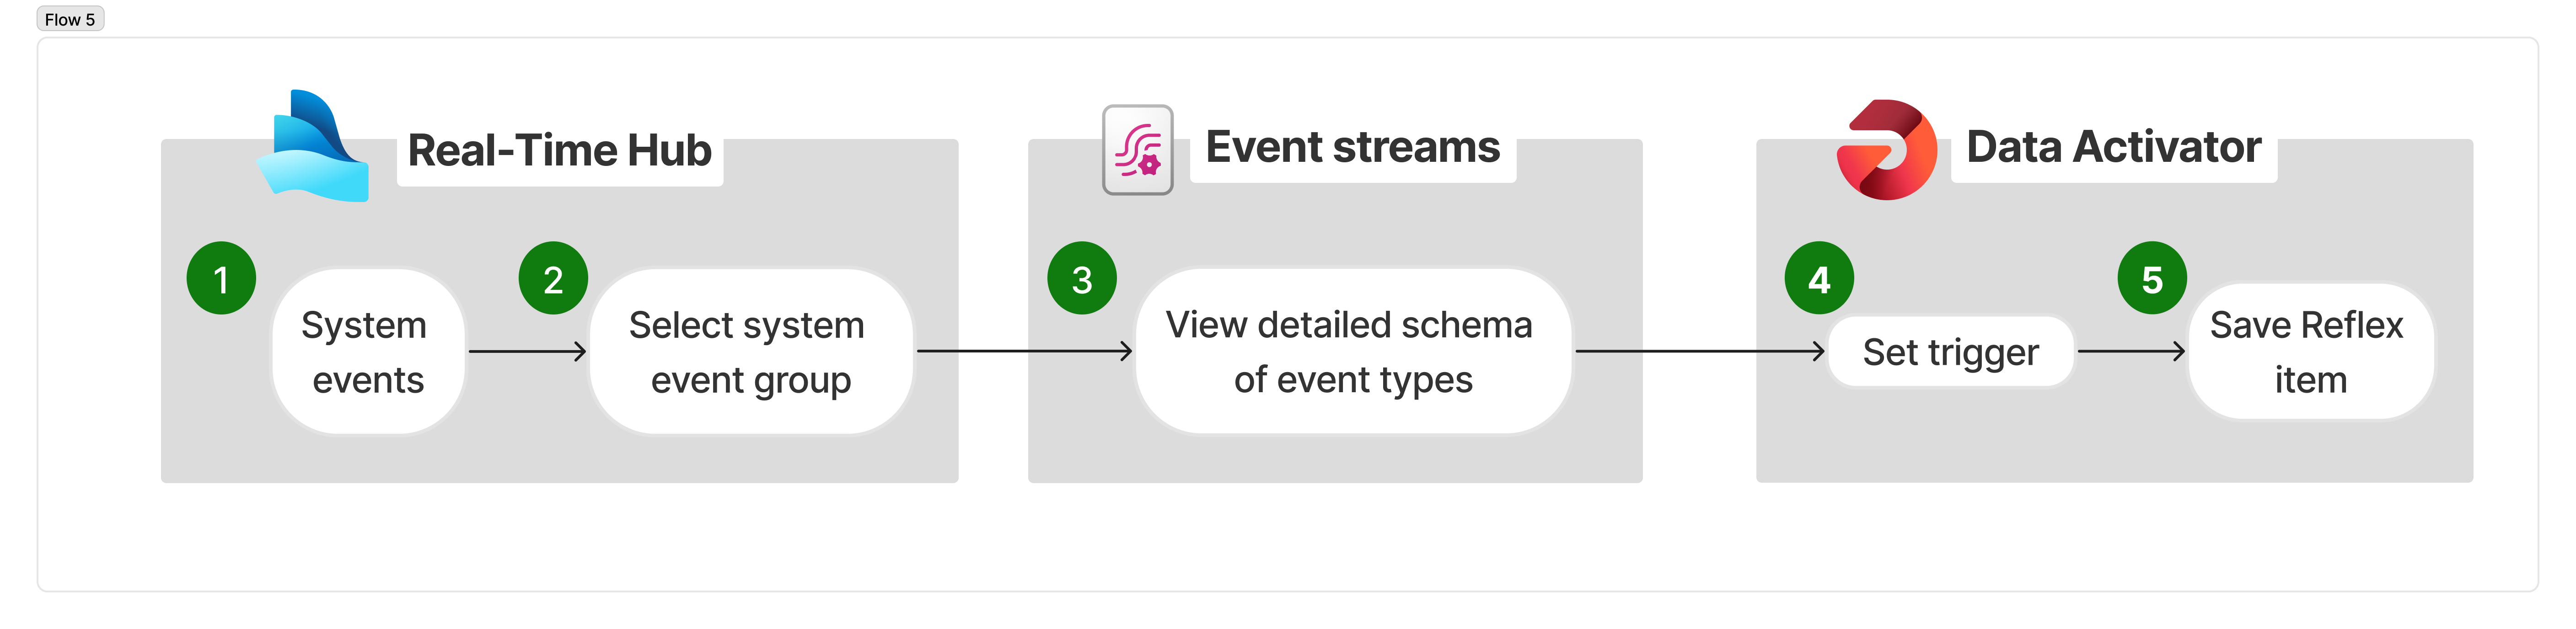 Flow 5
Real-Time Hub
Event streams
Data Activator
1
System
events
2
Select system
event group
3
View detailed schema
of event types
4
Set trigger
5
Save Reflex
item